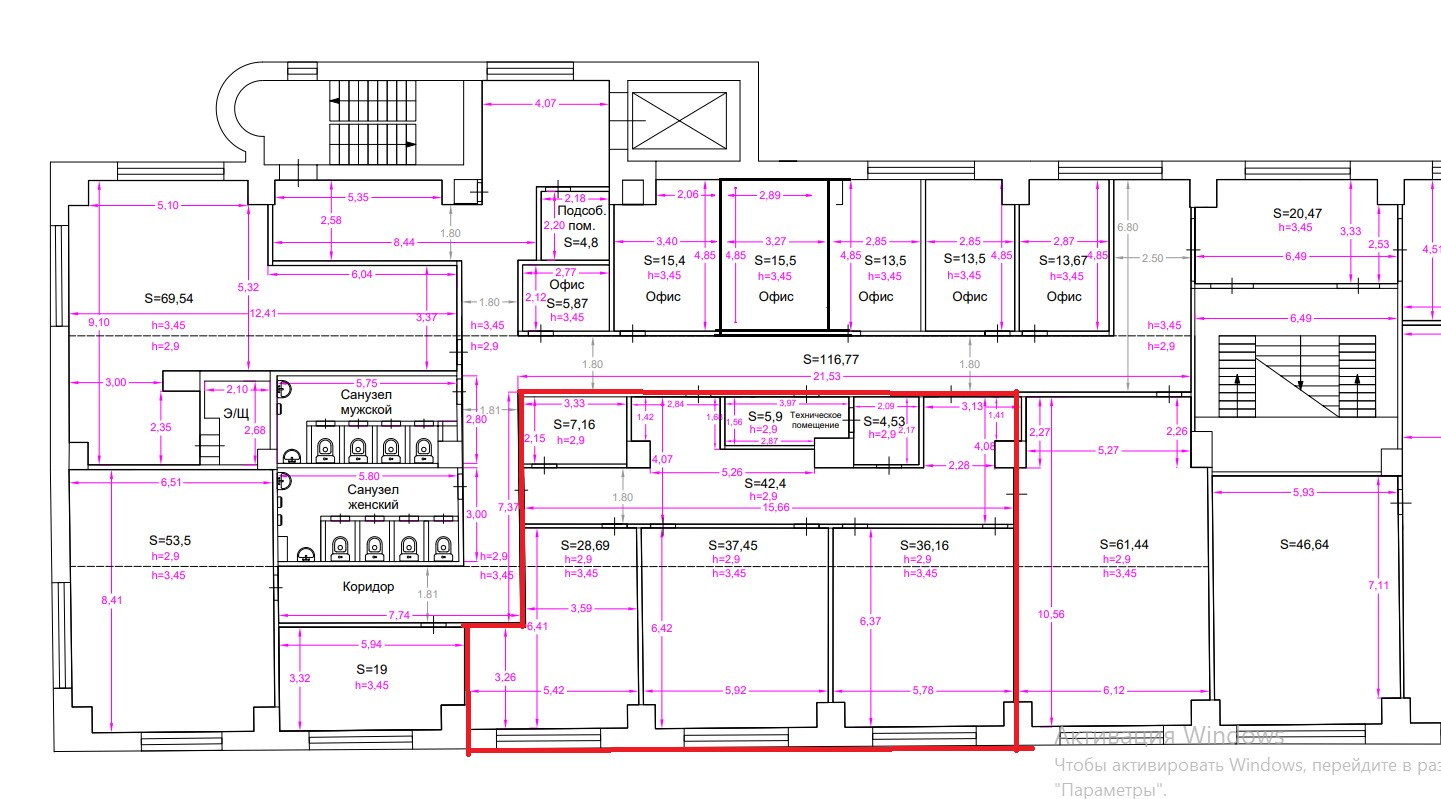 4,07
5,10
5,35
2,58
8,44
1.80
2,18
Подсоб.
пом.
2,20
S=4,8
2,06
2,89
6.80
S=20,47
h=3,45
3,33
2,53
4,51
3,40
3,27
2,85
2,85
2,87
4,85
4,85
4,85
4,85
4,85
S=15,4
h=3,45
Офис
S=15,5
h=3,45
Офис
S=13,5
h=3,45
Офис
S=13,5
h=3,45
Офис
S=13,67
h=3,45
Офис
2.50
6,49
6,04
5,32
2,77
Офис
2,12
S=5,87
h=3,45
1.80
S=69,54
12,41
3,37
9,10
h=3,45
h=2,9
h=3,45
h=2,9
h=3,45
h=2,9
6,49
1.80
1.80
S=116,77
21,53
3,00
2,10
Э/Щ
2,35
2,68
5,75
Санузел
мужской
2,80
1.81
3,33
S=7,16
h=2,9
2,15
2,84
1,42
1,56
3,97
S=5,9
h=2,9
2,87
Техническое
помещение
2,09
S=4,53
h=2,9
2,17
3,13
1,41
4,08
2,28
2,27
5,27
2,26
4,07
5,26
S=42,4
h=2,9
15,66
1.80
6,51
5,80
Санузел
женский
3,00
7,37
5,93
S=53,5
h=2,9
h=3,45
8,41
h=2,9
h=3,45
Коридор
1.81
7,74
S=28,69
h=2,9
h=3,45
3,59
6,41
S=37,45
h=2,9
h=3,45
6,42
S=36,16
h=2,9
h=3,45
6,37
S=61,44
h=2,9
h=3,45
10,56
S=46,64
7,11
5,94
S=19
h=3,45
3,32
3,26
5,42
5,92
5,78
6,12
Активация Windows
Чтобы активировать Windows, перейдите в раз
"Параметры".